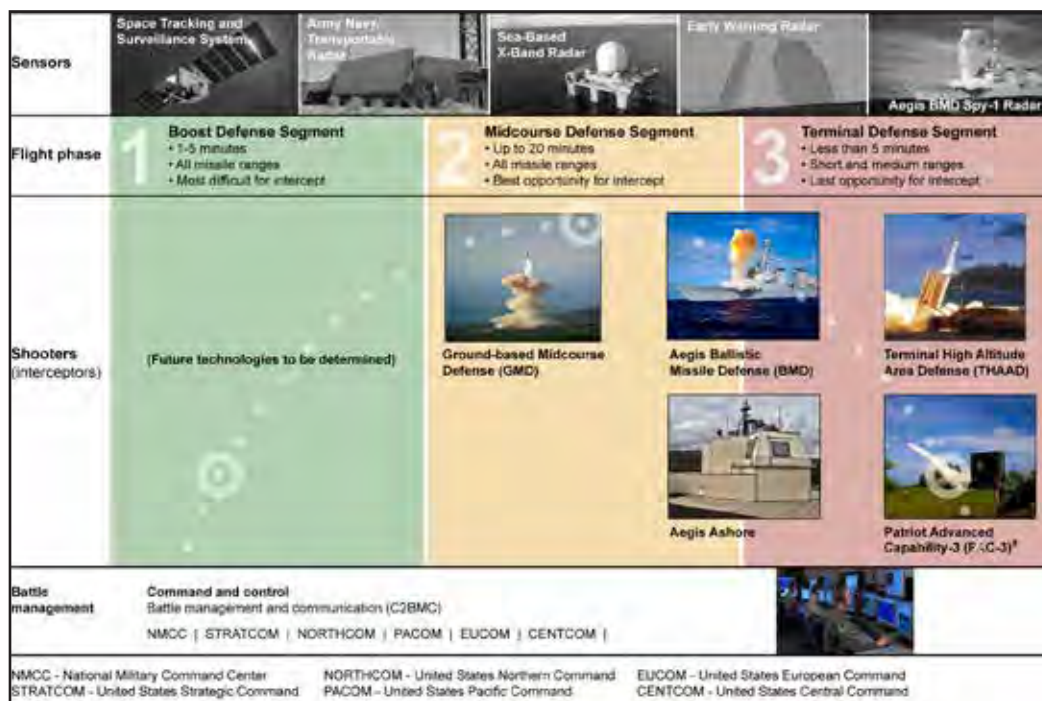 Sensors
Space Tracking and
Surveillance System
Army Navy
Transportable
Radar
Sea-Based
X-Band Radar
Early Warning Radar
Aegis BMD Spy-1 Radar
Flight phase
1
Boost Defense Segment
• 1-5 minutes
• All missile ranges
• Most difficult for intercept
2
Midcourse Defense Segment
• Up to 20 minutes
• All missile ranges
• Best opportunity for intercept
3
Terminal Defense Segment
• Less than 5 minutes
• Short and medium ranges
• Last opportunity for intercept
Shooters
(interceptors)
(Future technologies to be determined)
Ground-based Midcourse
Defense (GMD)
Aegis Ballistic
Missile Defense (BMD)
Terminal High Altitude
Area Defense (THAAD)
Aegis Ashore
Patriot Advanced
Capability-3 (PAC-3)
Battle
management
Command and control
Battle management and communication (C2BMC)
NMCC | STRATCOM | NORTHCOM | PACOM | EUCOM | CENTCOM |
NMCC - National Military Command Center
NORTHCOM - United States Northern Command
EUCOM - United States European Command
STRATCOM - United States Strategic Command
PACOM - United States Pacific Command
CENTCOM - United States Central Command